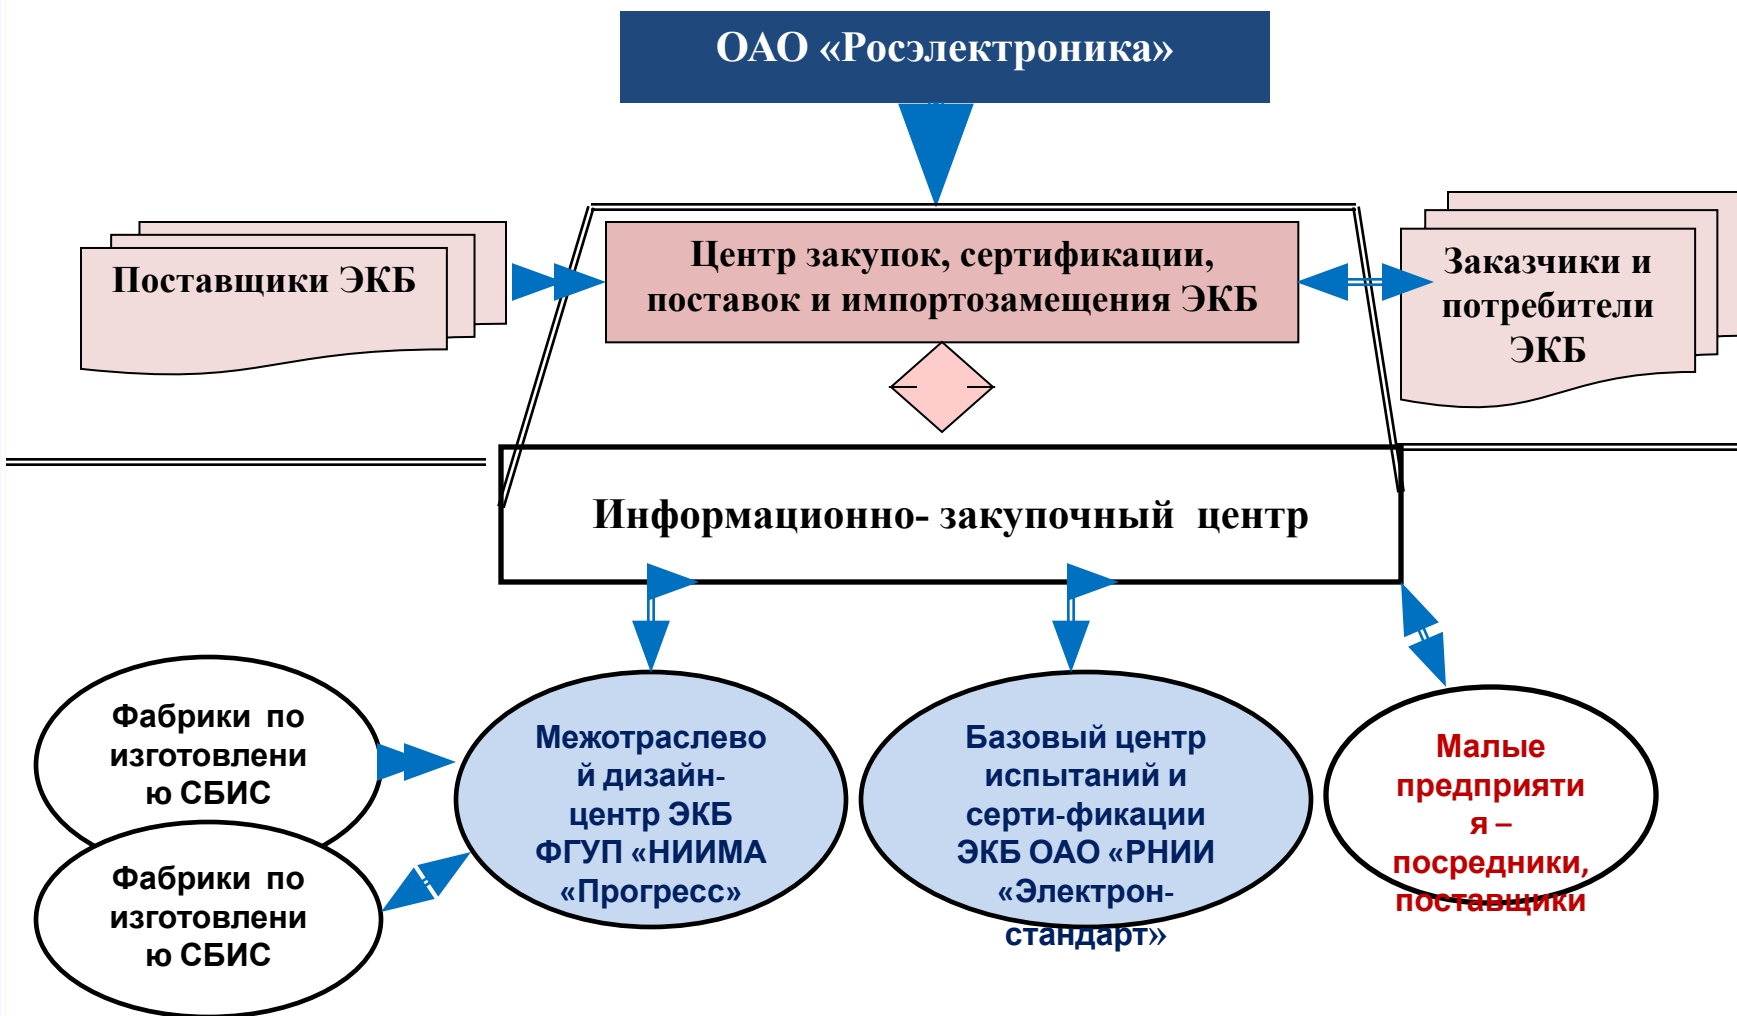 ОАО «Росэлектроника»
Поставщики ЭКБ
Центр закупок, сертификации,
поставок и импортозамещения ЭКБ
Заказчики и
потребители
ЭКБ
Информационно- закупочный центр
Фабрики по
изготовлени
ю СБИС
Фабрики по
изготовлени
ю СБИС
Межотраслево
й дизайн-
центр ЭКБ
ФГУП «НИИМА
«Прогресс»
Базовый центр
испытаний и
серти-фикации
ЭКБ ОАО «РНИИ
«Электрон-
стандарт»
Малые
предприяти
я –
посредники,
поставщики